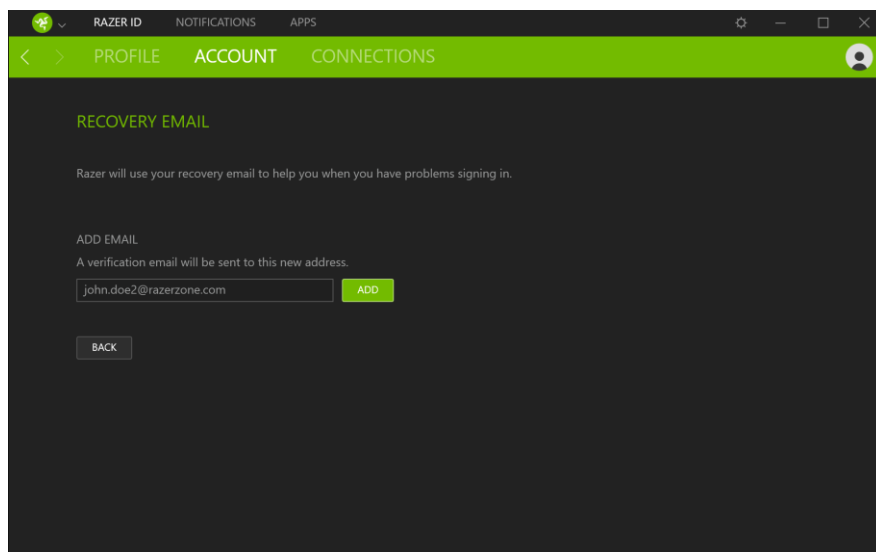 RAZER ID NOTIFICATIONS APPS
PROFILE ACCOUNT CONNECTIONS
RECOVERY EMAIL
Razer will use your recovery email to help you when you have problems signing in.
ADD EMAIL
A verification email will be sent to this new address.
john.doe2@razerzone.com ADD
BACK